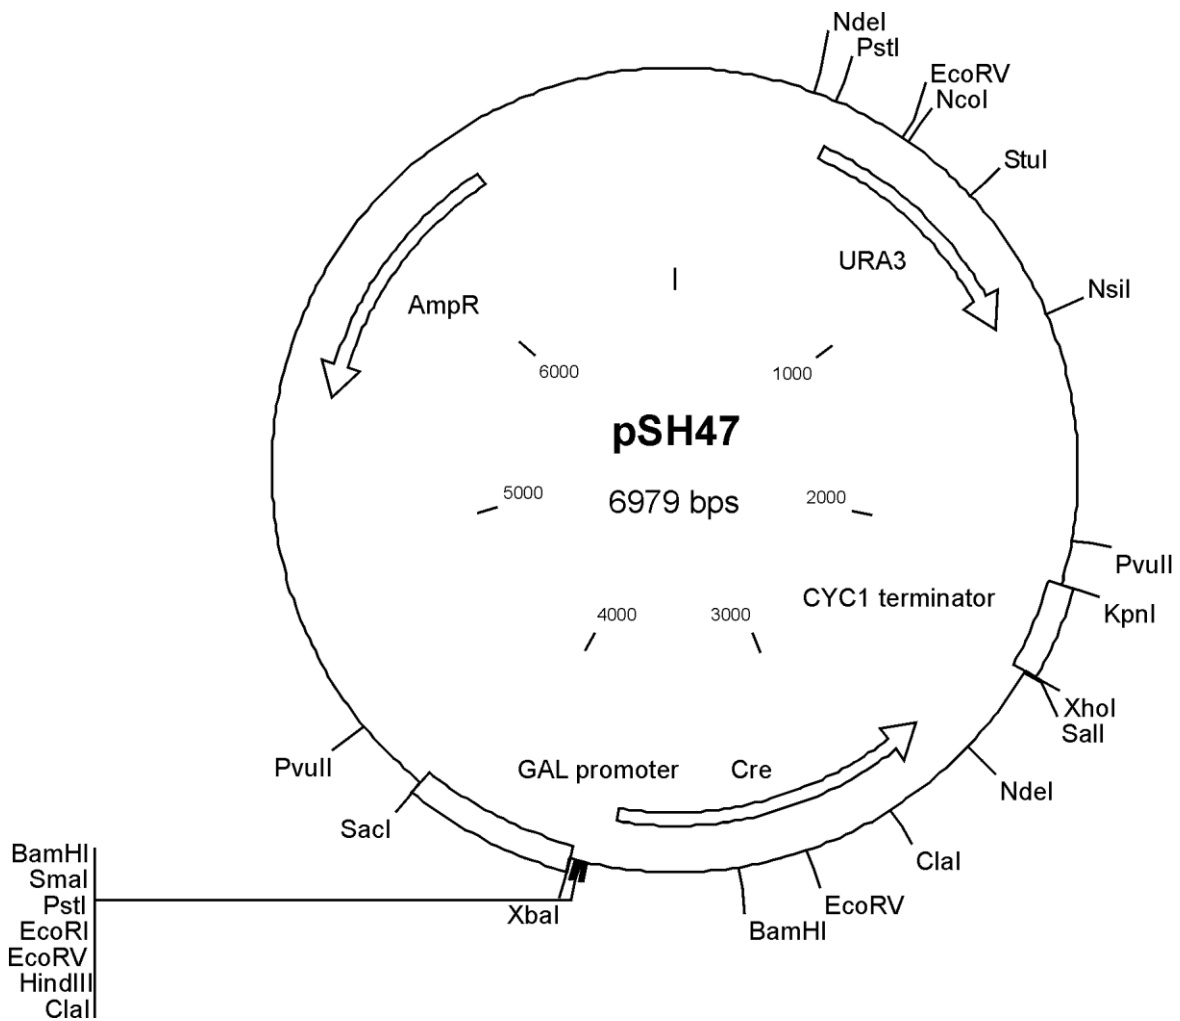 NdeI
PstI
EcoRV
NcoI
StuI
URA3
NsiI
AmpR
6000
1000
pSH47
6979 bps
5000
2000
PvuII
CYC1 terminator
KpnI
4000
3000
XhoI
SalI
PvuII
GAL promoter
Cre
NdeI
SacI
ClaI
XbaI
EcoRV
BamHI
BamHI
SmaI
PstI
EcoRI
EcoRV
HindIII
ClaI